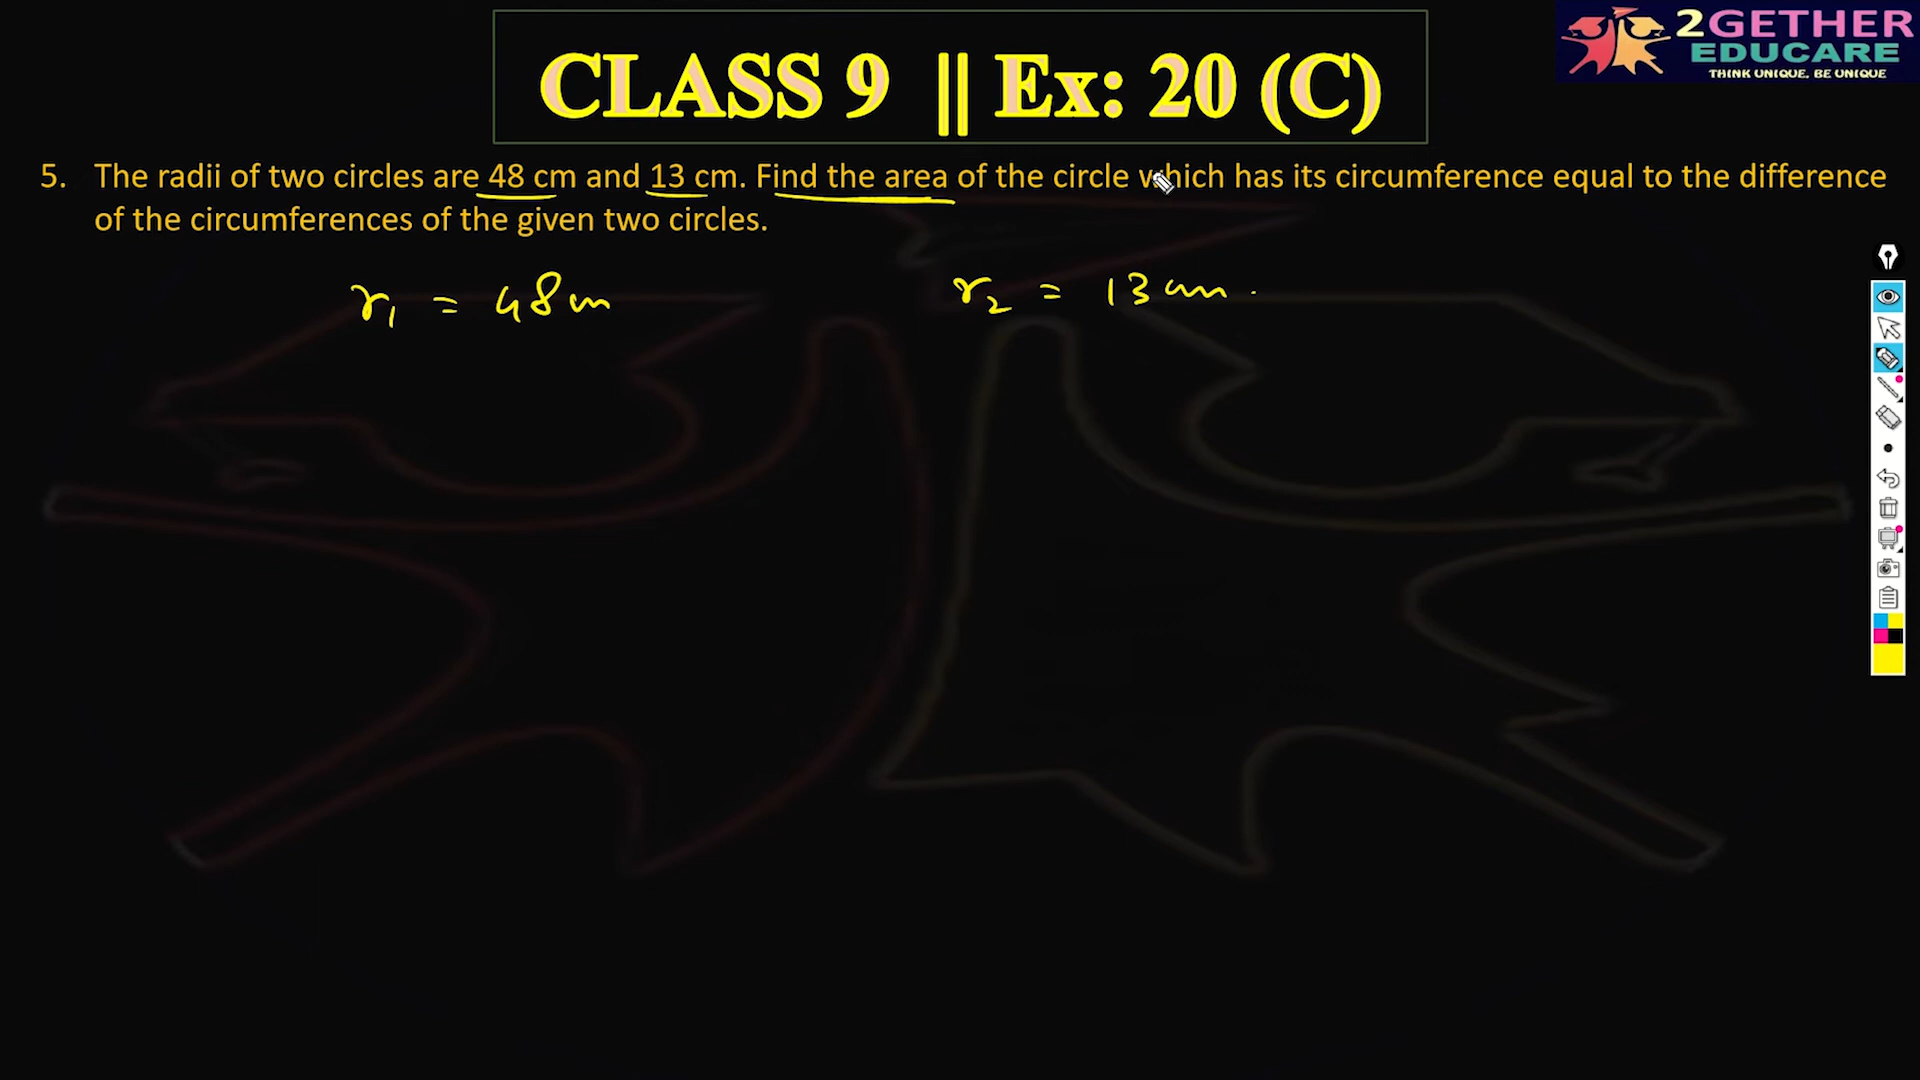 2GETHER
EDUCARE
THINK UNIQUE. BE UNIQUE
CLASS 9 || Ex: 20 (C)
5. The radii of two circles are 48 cm and 13 cm. Find the area of the circle which has its circumference equal to the difference
of the circumferences of the given two circles.
r₁ = 48 cm r₂ = 13 cm.